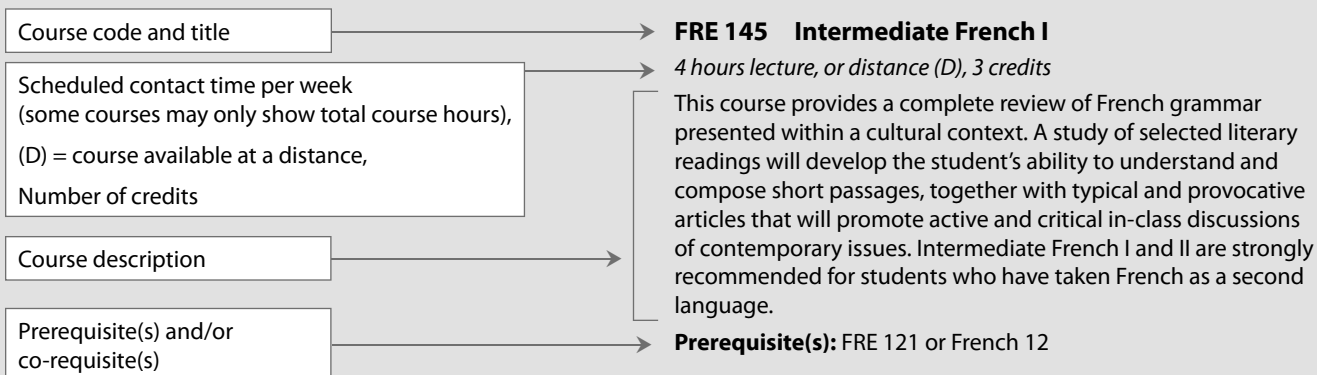 Course code and title
FRE 145 Intermediate French I
Scheduled contact time per week
(some courses may only show total course hours),
(D) = course available at a distance,
Number of credits
4 hours lecture, or distance (D), 3 credits
Course description
This course provides a complete review of French grammar
presented within a cultural context. A study of selected literary
readings will develop the student's ability to understand and
compose short passages, together with typical and provocative
articles that will promote active and critical in-class discussions
of contemporary issues. Intermediate French I and II are strongly
recommended for students who have taken French as a second
language.
Prerequisite(s) and/or
co-requisite(s)
Prerequisite(s): FRE 121 or French 12